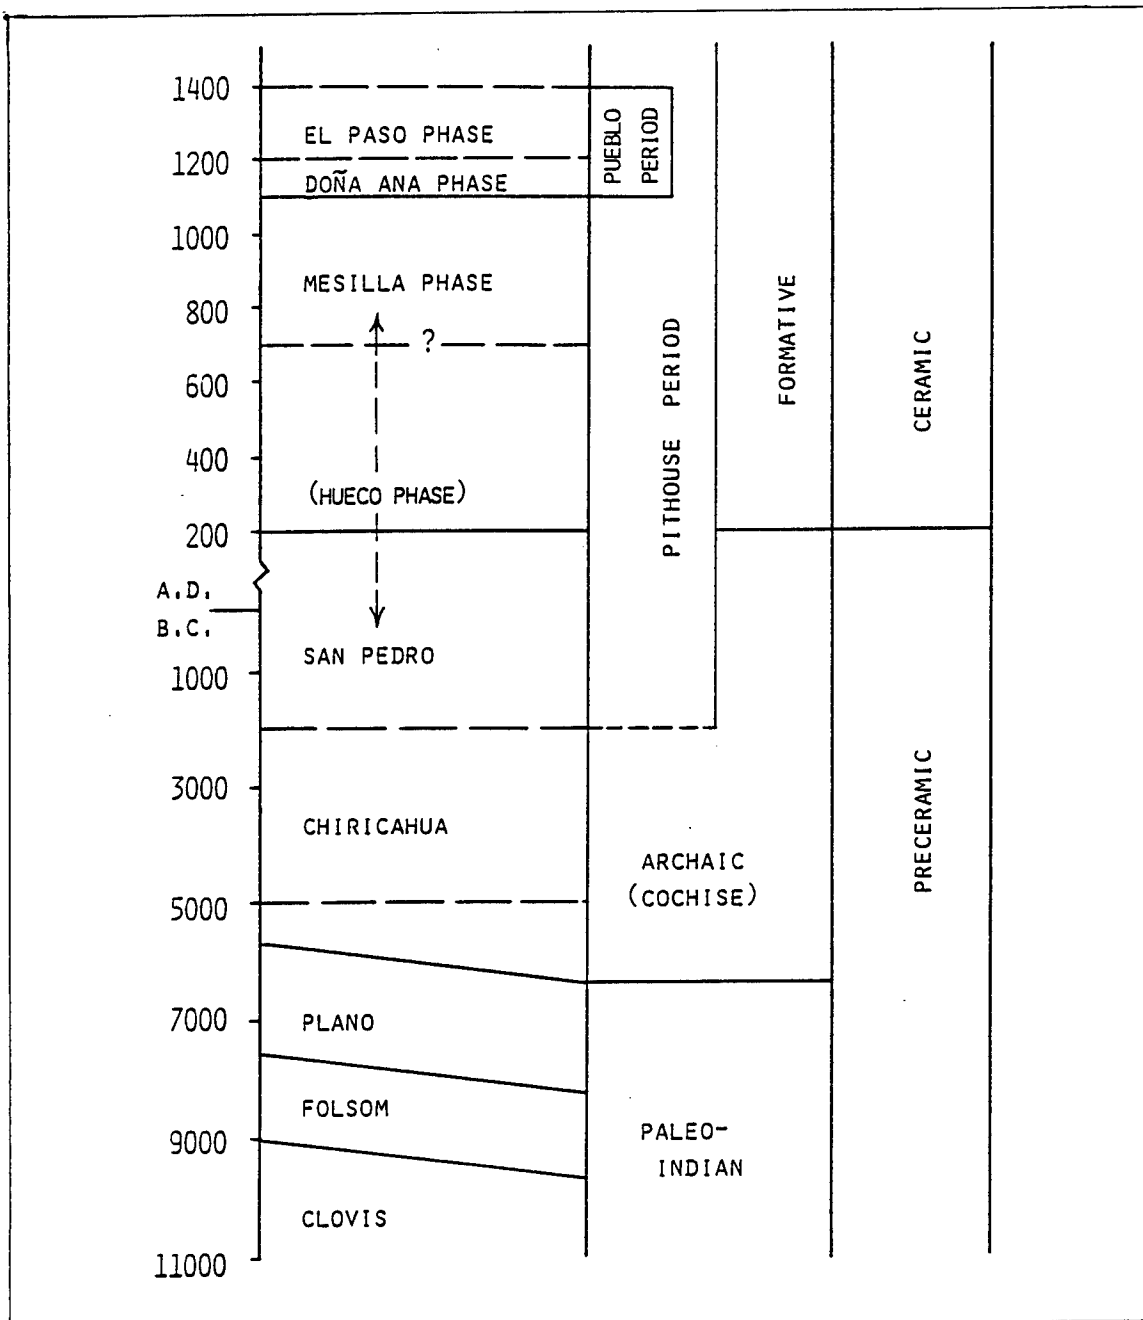 1400
EL PASO PHASE
1200
DOÑA ANA PHASE
PUEBLO
PERIOD
1000
MESILLA PHASE
800
?
600
400
(HUECO PHASE)
200
A.D.
B.C.
SAN PEDRO
1000
3000
CHIRICAHUA
5000
7000
PLANO
FOLSOM
9000
CLOVIS
11000
PITHOUSE PERIOD
FORMATIVE
CERAMIC
ARCHAIC
(COCHISE)
PRECERAMIC
PALEO-
INDIAN